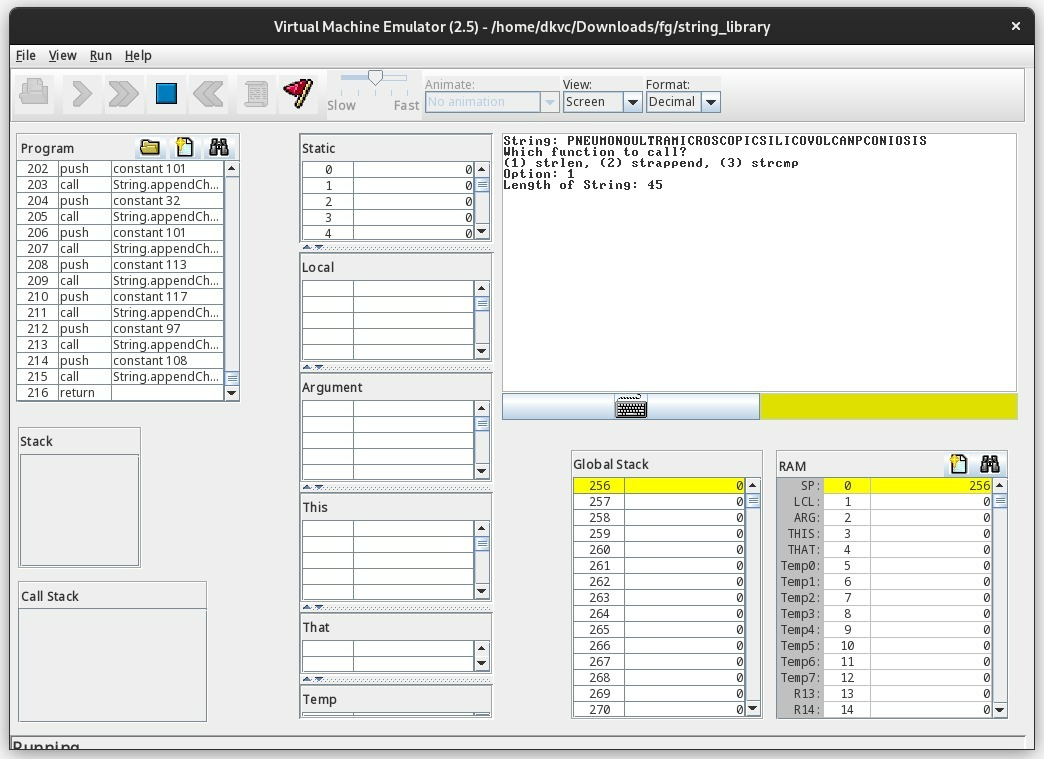 Virtual Machine Emulator (2.5) - /home/dkvc/Downloads/fg/string_library
×
File View Run Help
Slow Fast
Animate:
No animation
View:
Screen
Format:
Decimal
Program
202 push constant 101
203 call String.appendCh...
204 push constant 32
205 call String.appendCh...
206 push constant 101
207 call String.appendCh...
208 push constant 113
209 call String.appendCh...
210 push constant 117
211 call String.appendCh...
212 push constant 97
213 call String.appendCh...
214 push constant 108
215 call String.appendCh...
216 return
Stack
Call Stack
Static
0 0
1 0
2 0
3 0
4 0
Local
Argument
This
That
Temp
String: PNEUMONOULTRAMICROSCOPICSILICOVOLCANPCONIOSIS
Which function to call?
(1) strlen, (2) strappend, (3) strcmp
Option: 1
Length of String: 45
Global Stack
256 0
257 0
258 0
259 0
260 0
261 0
262 0
263 0
264 0
265 0
266 0
267 0
268 0
269 0
270 0
RAM
SP: 0 256
LCL: 1 0
ARG: 2 0
THIS: 3 0
THAT: 4 0
Temp0: 5 0
Temp1: 6 0
Temp2: 7 0
Temp3: 8 0
Temp4: 9 0
Temp5: 10 0
Temp6: 11 0
Temp7: 12 0
R13: 13 0
R14: 14 0
Running